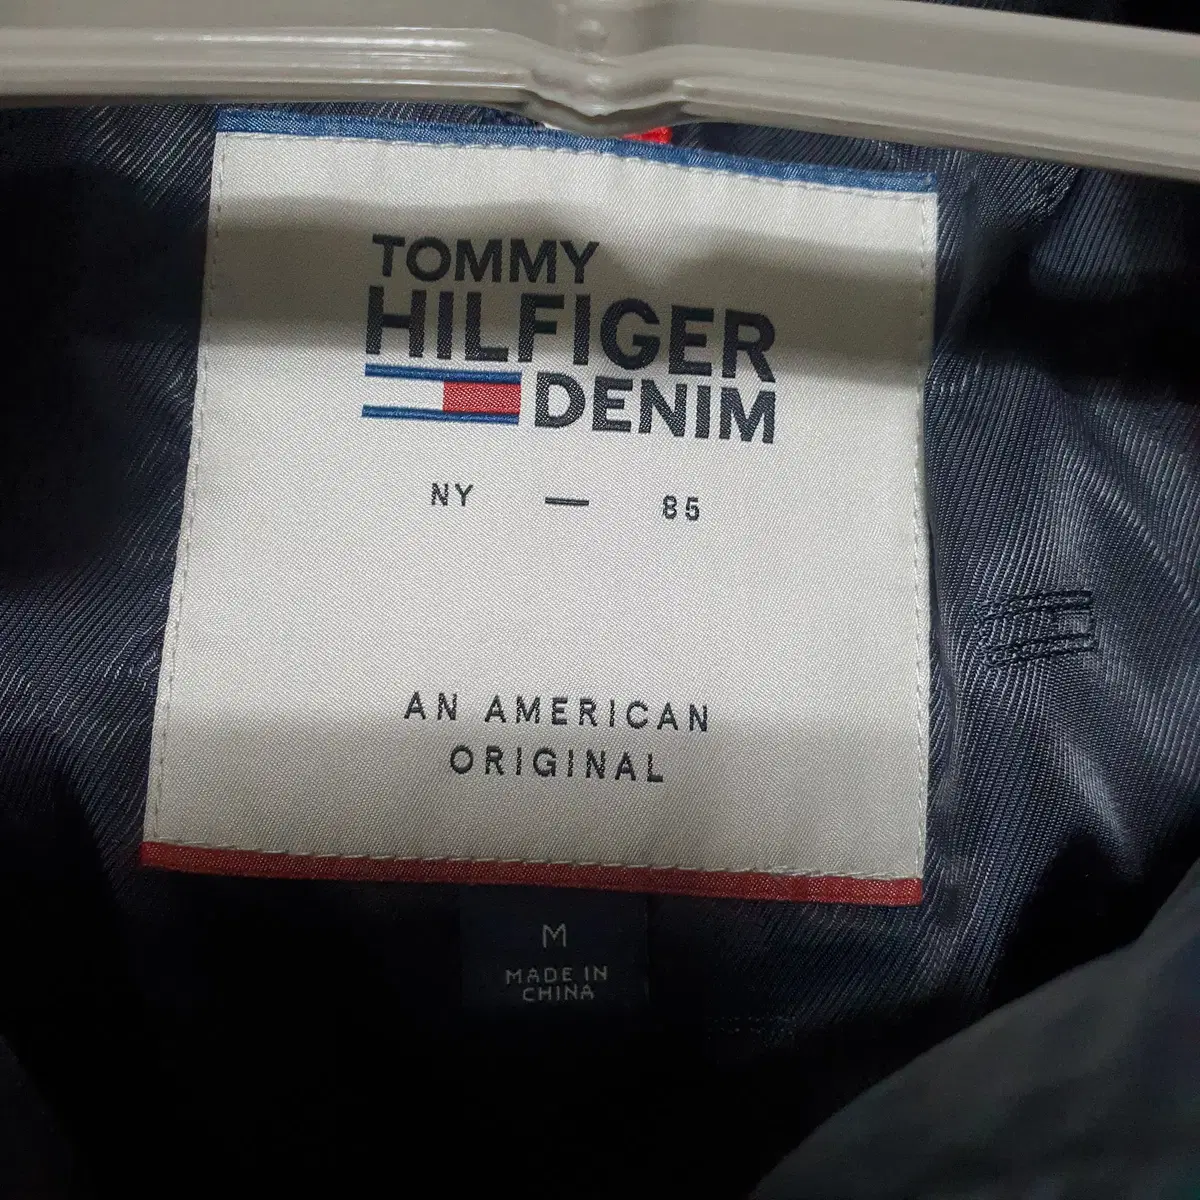 TOMMY
HILFIGER
DENIM
NY — 85
AN AMERICAN
ORIGINAL
M
MADE IN
CHINA